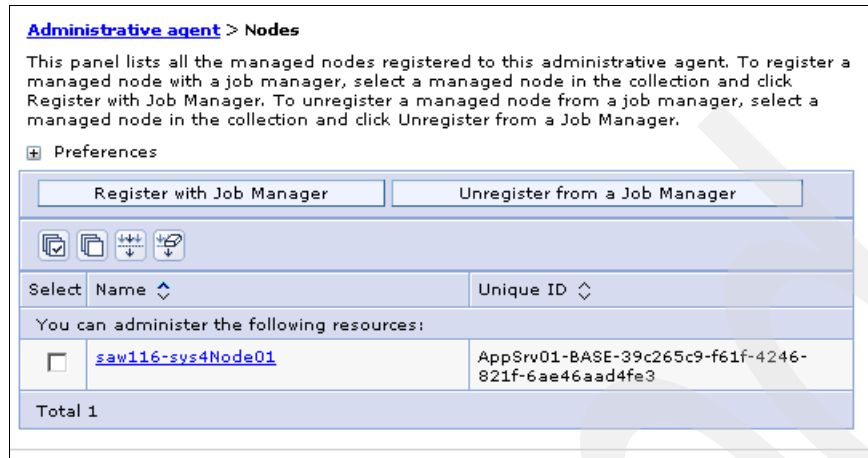 Administrative agent > Nodes
This panel lists all the managed nodes registered to this administrative agent. To register a
managed node with a job manager, select a managed node in the collection and click
Register with Job Manager. To unregister a managed node from a job manager, select a
managed node in the collection and click Unregister from a Job Manager.
Preferences
Register with Job Manager Unregister from a Job Manager
Select Name Unique ID
You can administer the following resources:
saw116-sys4Node01 AppSrv01-BASE-39c265c9-f61f-4246-
821f-6ae46aad4fe3
Total 1